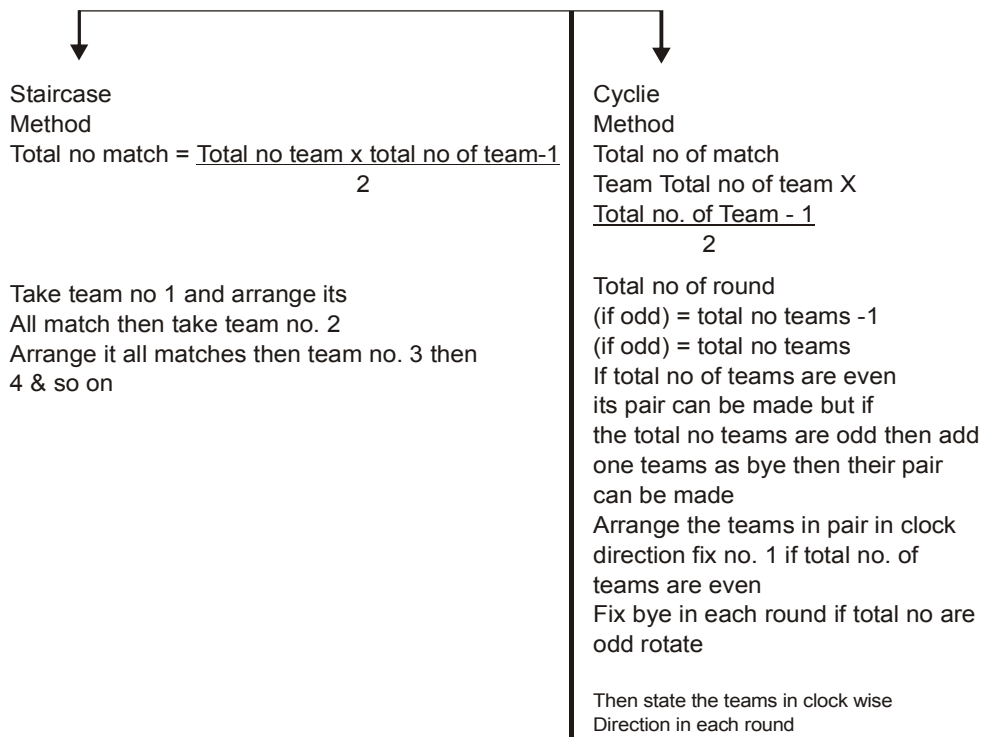 Staircase
Method
Total no match = Total no team x total no of team-1
2
Take team no 1 and arrange its
All match then take team no. 2
Arrange it all matches then team no. 3 then
4 & so on
Cyclie
Method
Total no of match
Team Total no of team X
Total no. of Team - 1
2
Total no of round
(if odd) = total no teams -1
(if odd) = total no teams
If total no of teams are even
its pair can be made but if
the total no teams are odd then add
one teams as bye then their pair
can be made
Arrange the teams in pair in clock
direction fix no. 1 if total no. of
teams are even
Fix bye in each round if total no are
odd rotate
Then state the teams in clock wise
Direction in each round